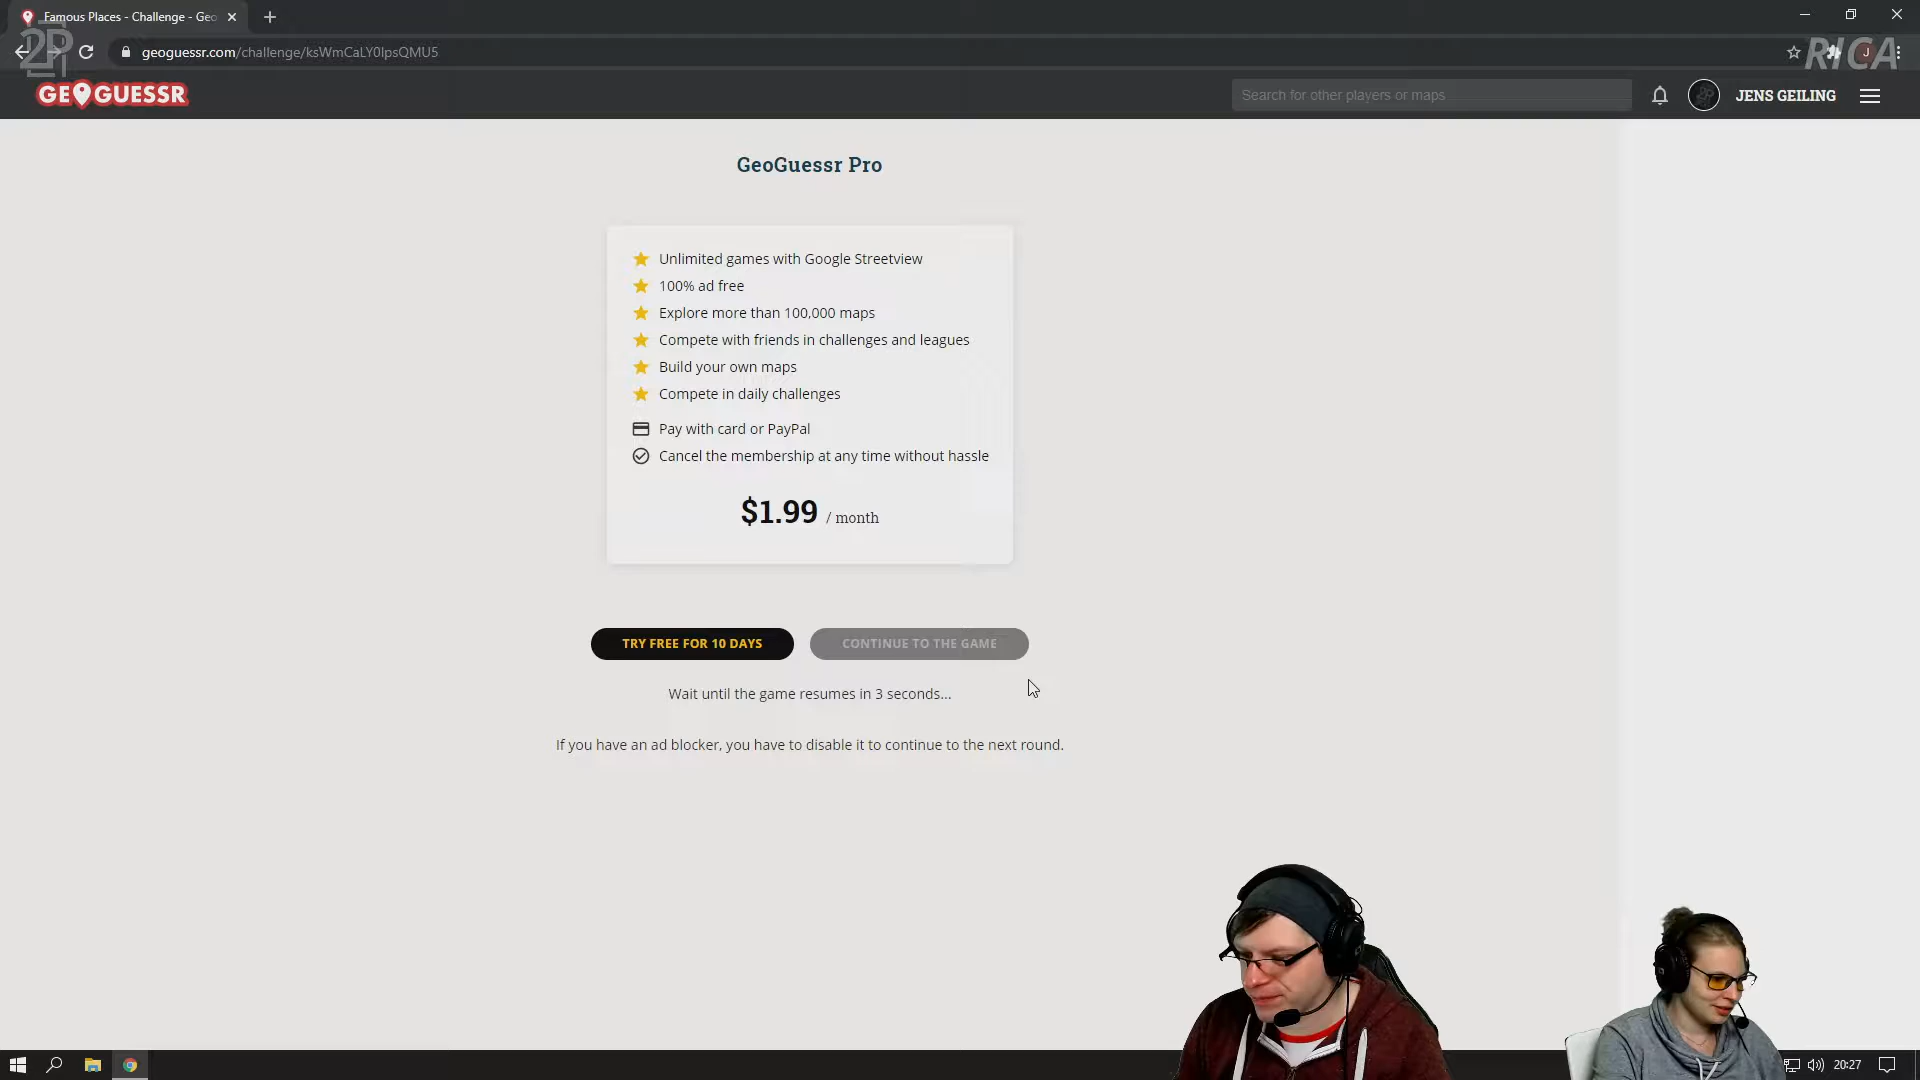 Famous Places - Challenge - Geo
2P
geoguessr.com/challenge/ksWmCaLY0IpsQMU5
J
RICA
GEOGUESSR
Search for other players or maps
JENS GEILING
GeoGuessr Pro
Unlimited games with Google Streetview
100% ad free
Explore more than 100,000 maps
Compete with friends in challenges and leagues
Build your own maps
Compete in daily challenges
Pay with card or PayPal
Cancel the membership at any time without hassle
$1.99 / month
TRY FREE FOR 10 DAYS
CONTINUE TO THE GAME
Wait until the game resumes in 3 seconds...
If you have an ad blocker, you have to disable it to continue to the next round.
20:27